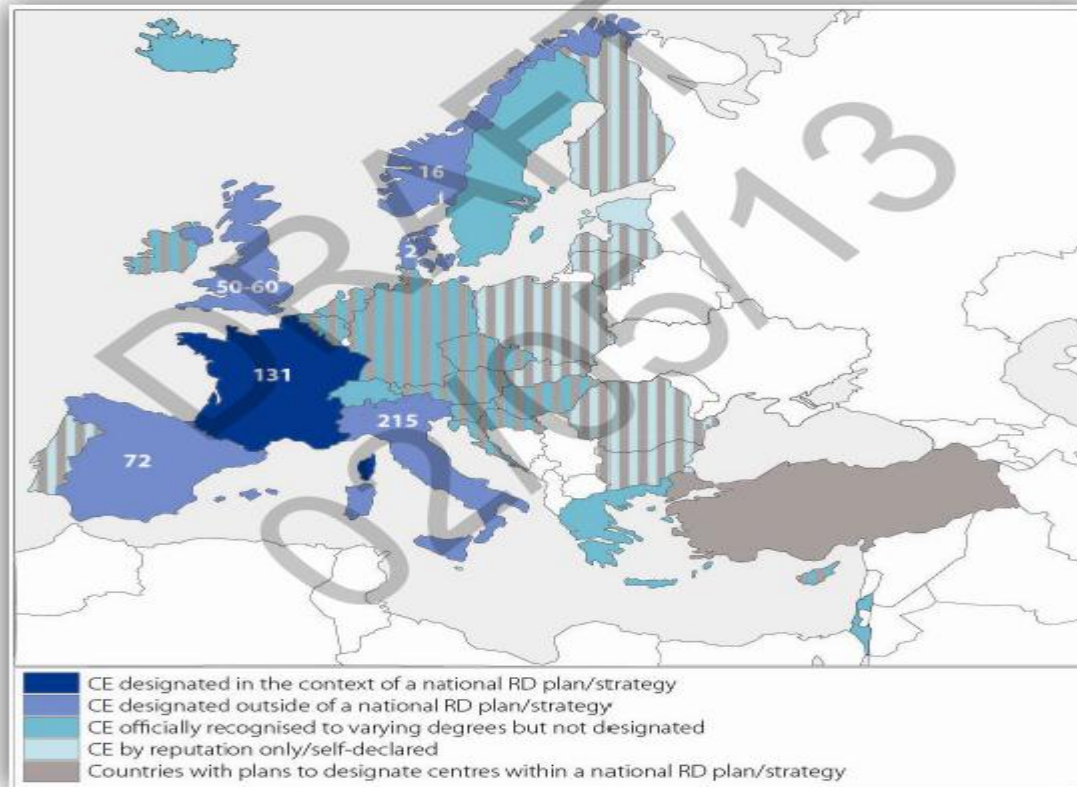 DRAFT
02/05/13
16
2
50-60
131
215
72
CE designated in the context of a national RD plan/strategy
CE designated outside of a national RD plan/strategy
CE officially recognised to varying degrees but not designated
CE by reputation only/self-declared
Countries with plans to designate centres within a national RD plan/strategy